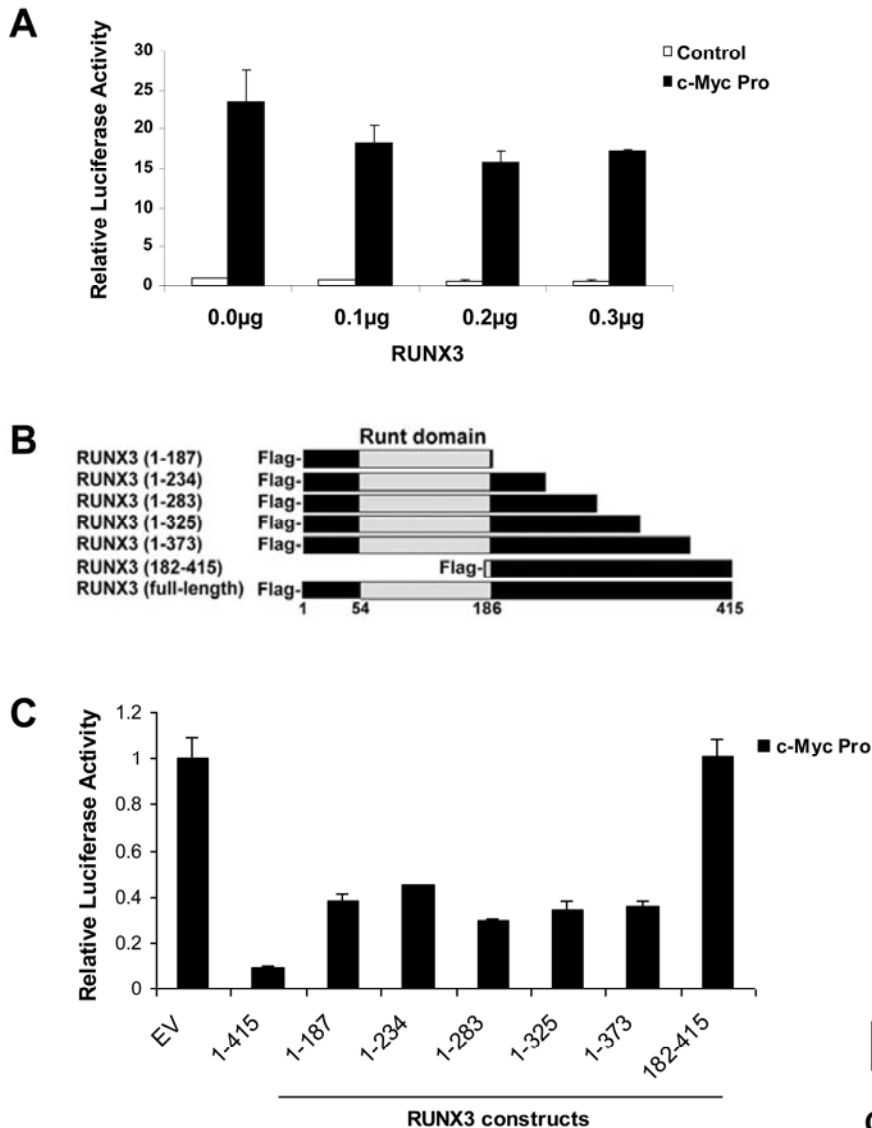 A
Relative Luciferase Activity
30
25
20
15
10
5
0
Control
c-Myc Pro
0.0µg 0.1µg 0.2µg 0.3µg
RUNX3
B
Runt domain
RUNX3 (1-187) Flag-
RUNX3 (1-234) Flag-
RUNX3 (1-283) Flag-
RUNX3 (1-325) Flag-
RUNX3 (1-373) Flag-
RUNX3 (182-415) Flag-
RUNX3 (full-length) Flag-
1 54 186 415
C
Relative Luciferase Activity
1.2
1
0.8
0.6
0.4
0.2
0
c-Myc Pro
EV 1-415 1-187 1-234 1-283 1-325 1-373 182-415
RUNX3 constructs